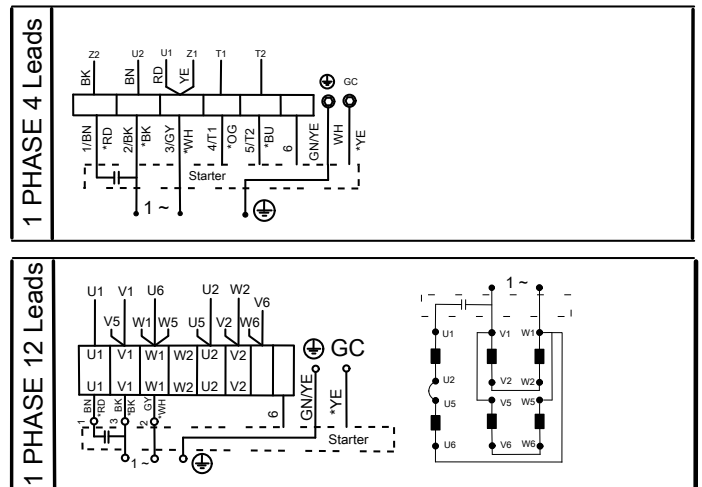 1 PHASE 4 Leads
Z2 U2 U1 Z1 T1 T2
BK BN RD YE
GC
1/BN *RD 2/BK *BK 3/GY *WH 4/T1 *OG 5/T2 *BU 6 GN/YE WH *YE
Starter
1 ~
1 PHASE 12 Leads
U1 V1 U6 U2 W2
V6
V5 W1 W5 U5 V2 W6
U1 V1 W1 W2 U2 V2
GC
U1 V1 W1 W2 U2 V2
1 BN *RD 3 BK *BK 2 GY *WH 6 GN/YE *YE
Starter
1 ~
1 ~
U1 V1 W1
U2 V2 W2
U5 V5 W5
U6 V6 W6